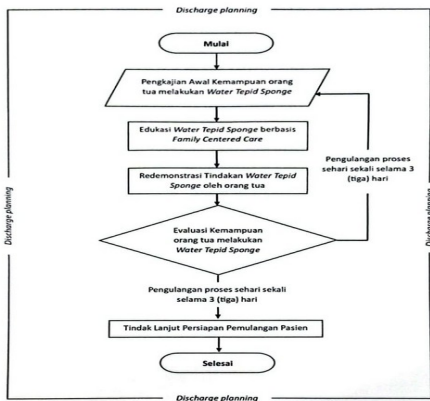 Discharge planning
Mulai
Pengkajian Awal Kemampuan orang
tua melakukan Water Tepid Sponge
Edukasi Water Tepid Sponge berbasis
Family Centered Care
Pengulangan proses
sehari sekali selama 3
(tiga) hari
Redemonstrasi Tindakan Water Tepid
Sponge oleh orang tua
Discharge planning
Discharge planning
Evaluasi Kemampuan
orang tua melakukan
Water Tepid Sponge
Pengulangan proses sehari sekali
selama 3 (tiga) hari
Tindak Lanjut Persiapan Pemulangan Pasien
Selesai
Discharge planning